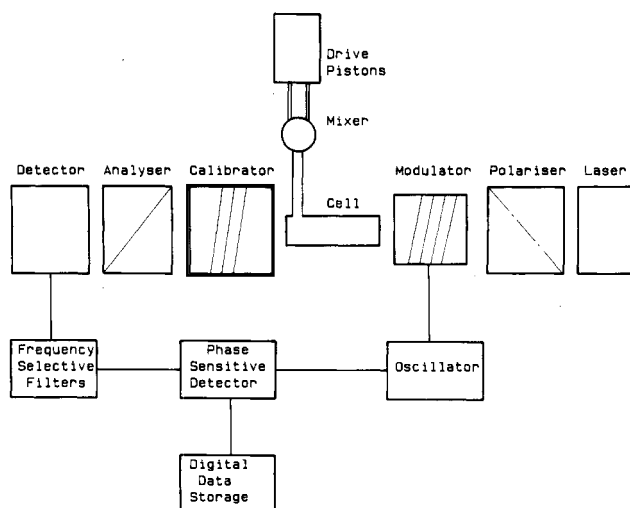 Drive
Pistons
Mixer
Detector
Analyser
Calibrator
Cell
Modulator
Polariser
Laser
Frequency
Selective
Filters
Phase
Sensitive
Detector
Oscillator
Digital
Data
Storage